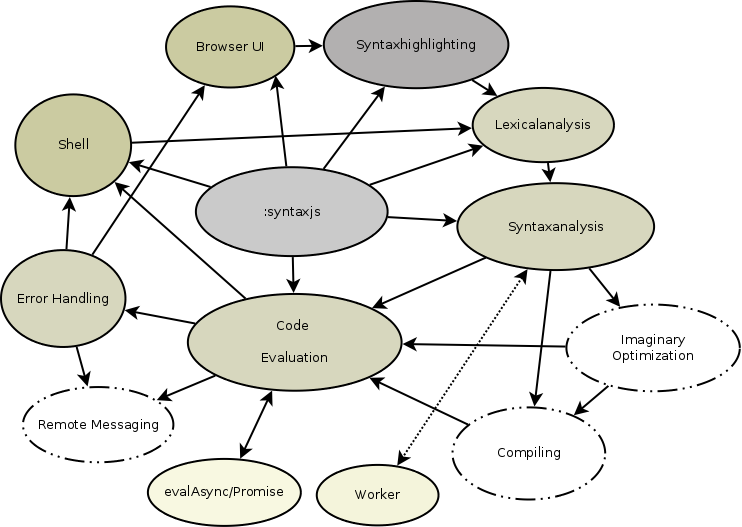 Browser UI
Syntaxhighlighting
Lexicalanalysis
Shell
:syntaxjs
Syntaxanalysis
Error Handling
Code
Evaluation
Imaginary
Optimization
Remote Messaging
Compiling
evalAsync/Promise
Worker